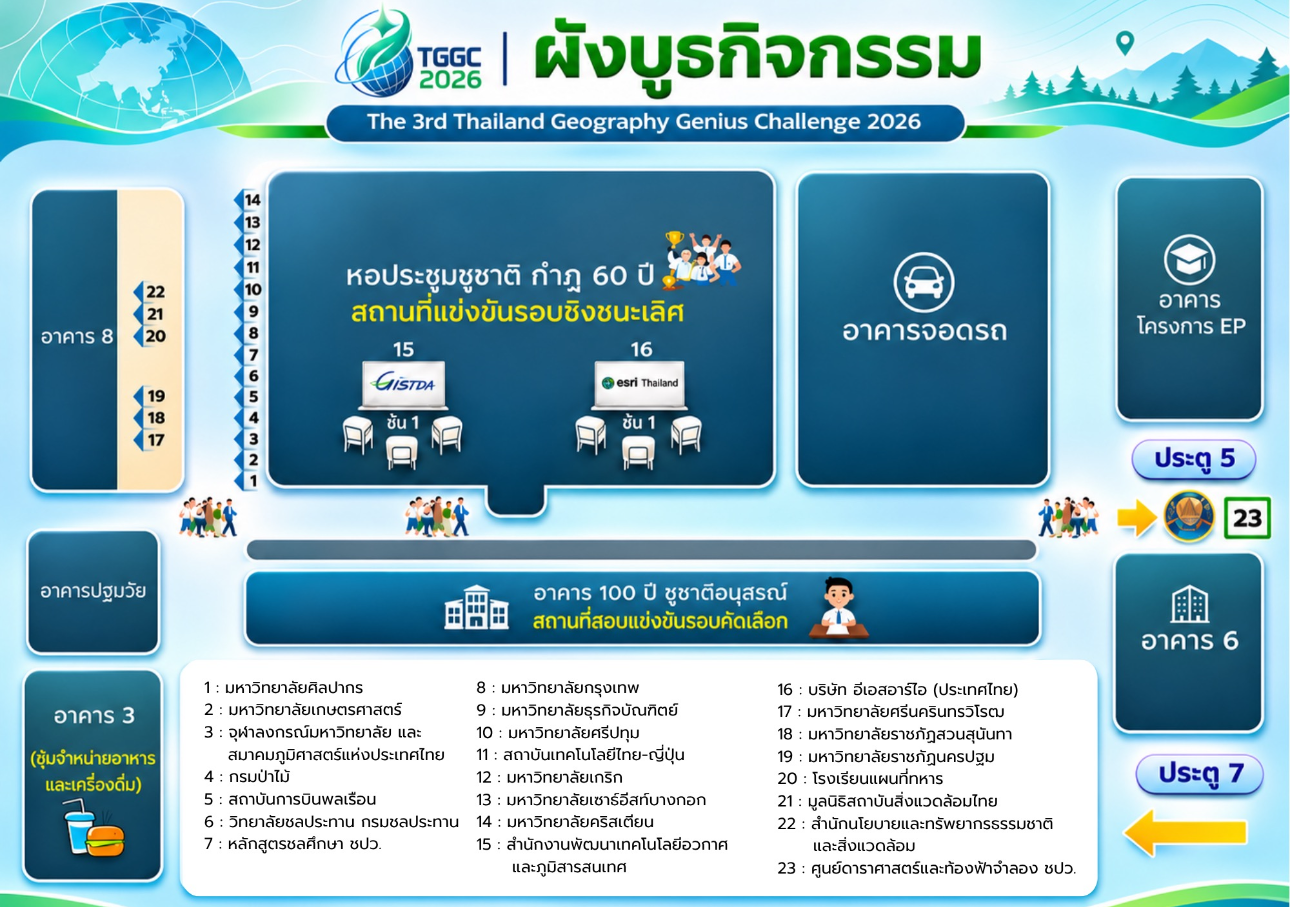 TGGC
2026
ผังบูธกิจกรรม
The 3rd Thailand Geography Genius Challenge 2026
14
13
12
11
10
9
8
7
6
5
4
3
2
1
22
21
20
19
18
17
อาคาร 8
หอประชุมชูชาติ กำภู 60 ปี
สถานที่แข่งขันรอบชิงชนะเลิศ
15
16
GISTDA
esri Thailand
ชั้น 1
ชั้น 1
อาคารจอดรถ
อาคาร
โครงการ EP
ประตู 5
23
อาคารปฐมวัย
อาคาร 100 ปี ชูชาติอนุสรณ์
สถานที่สอบแข่งขันรอบคัดเลือก
อาคาร 6
อาคาร 3
(ซุ้มจำหน่ายอาหาร
และเครื่องดื่ม)
ประตู 7
1 : มหาวิทยาลัยศิลปากร
2 : มหาวิทยาลัยเกษตรศาสตร์
3 : จุฬาลงกรณ์มหาวิทยาลัย และ
สมาคมภูมิศาสตร์แห่งประเทศไทย
4 : กรมป่าไม้
5 : สถาบันการบินพลเรือน
6 : วิทยาลัยชลประทาน กรมชลประทาน
7 : หลักสูตรชลศึกษา ชปว.
8 : มหาวิทยาลัยกรุงเทพ
9 : มหาวิทยาลัยธุรกิจบัณฑิตย์
10 : มหาวิทยาลัยศรีปทุม
11 : สถาบันเทคโนโลยีไทย-ญี่ปุ่น
12 : มหาวิทยาลัยเกริก
13 : มหาวิทยาลัยเซาธ์อีสท์บางกอก
14 : มหาวิทยาลัยคริสเตียน
15 : สำนักงานพัฒนาเทคโนโลยีอวกาศ
และภูมิสารสนเทศ
16 : บริษัท อีเอสอาร์ไอ (ประเทศไทย)
17 : มหาวิทยาลัยศรีนครินทรวิโรฒ
18 : มหาวิทยาลัยราชภัฏสวนสุนันทา
19 : มหาวิทยาลัยราชภัฏนครปฐม
20 : โรงเรียนแผนที่ทหาร
21 : มูลนิธิสถาบันสิ่งแวดล้อมไทย
22 : สำนักนโยบายและทรัพยากรธรรมชาติ
และสิ่งแวดล้อม
23 : ศูนย์ดาราศาสตร์และท้องฟ้าจำลอง ชปว.